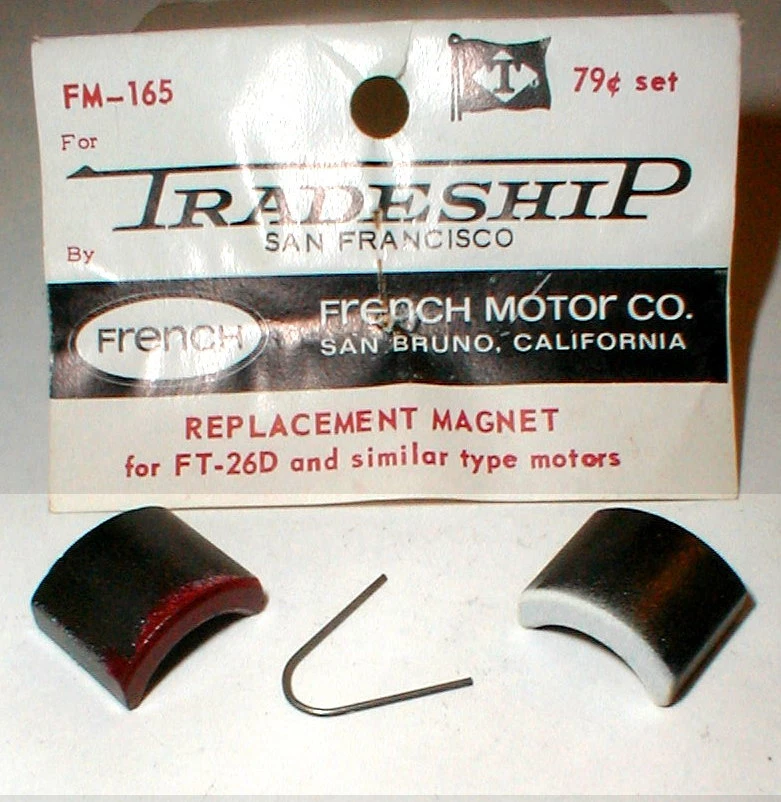 FM-165
T
79¢ set
For
TRADESHIP
SAN FRANCISCO
By
FrencH
FrencH MOTOr CO.
SAN BRUNO, CALIFORNIA
REPLACEMENT MAGNET
for FT-26D and similar type motors